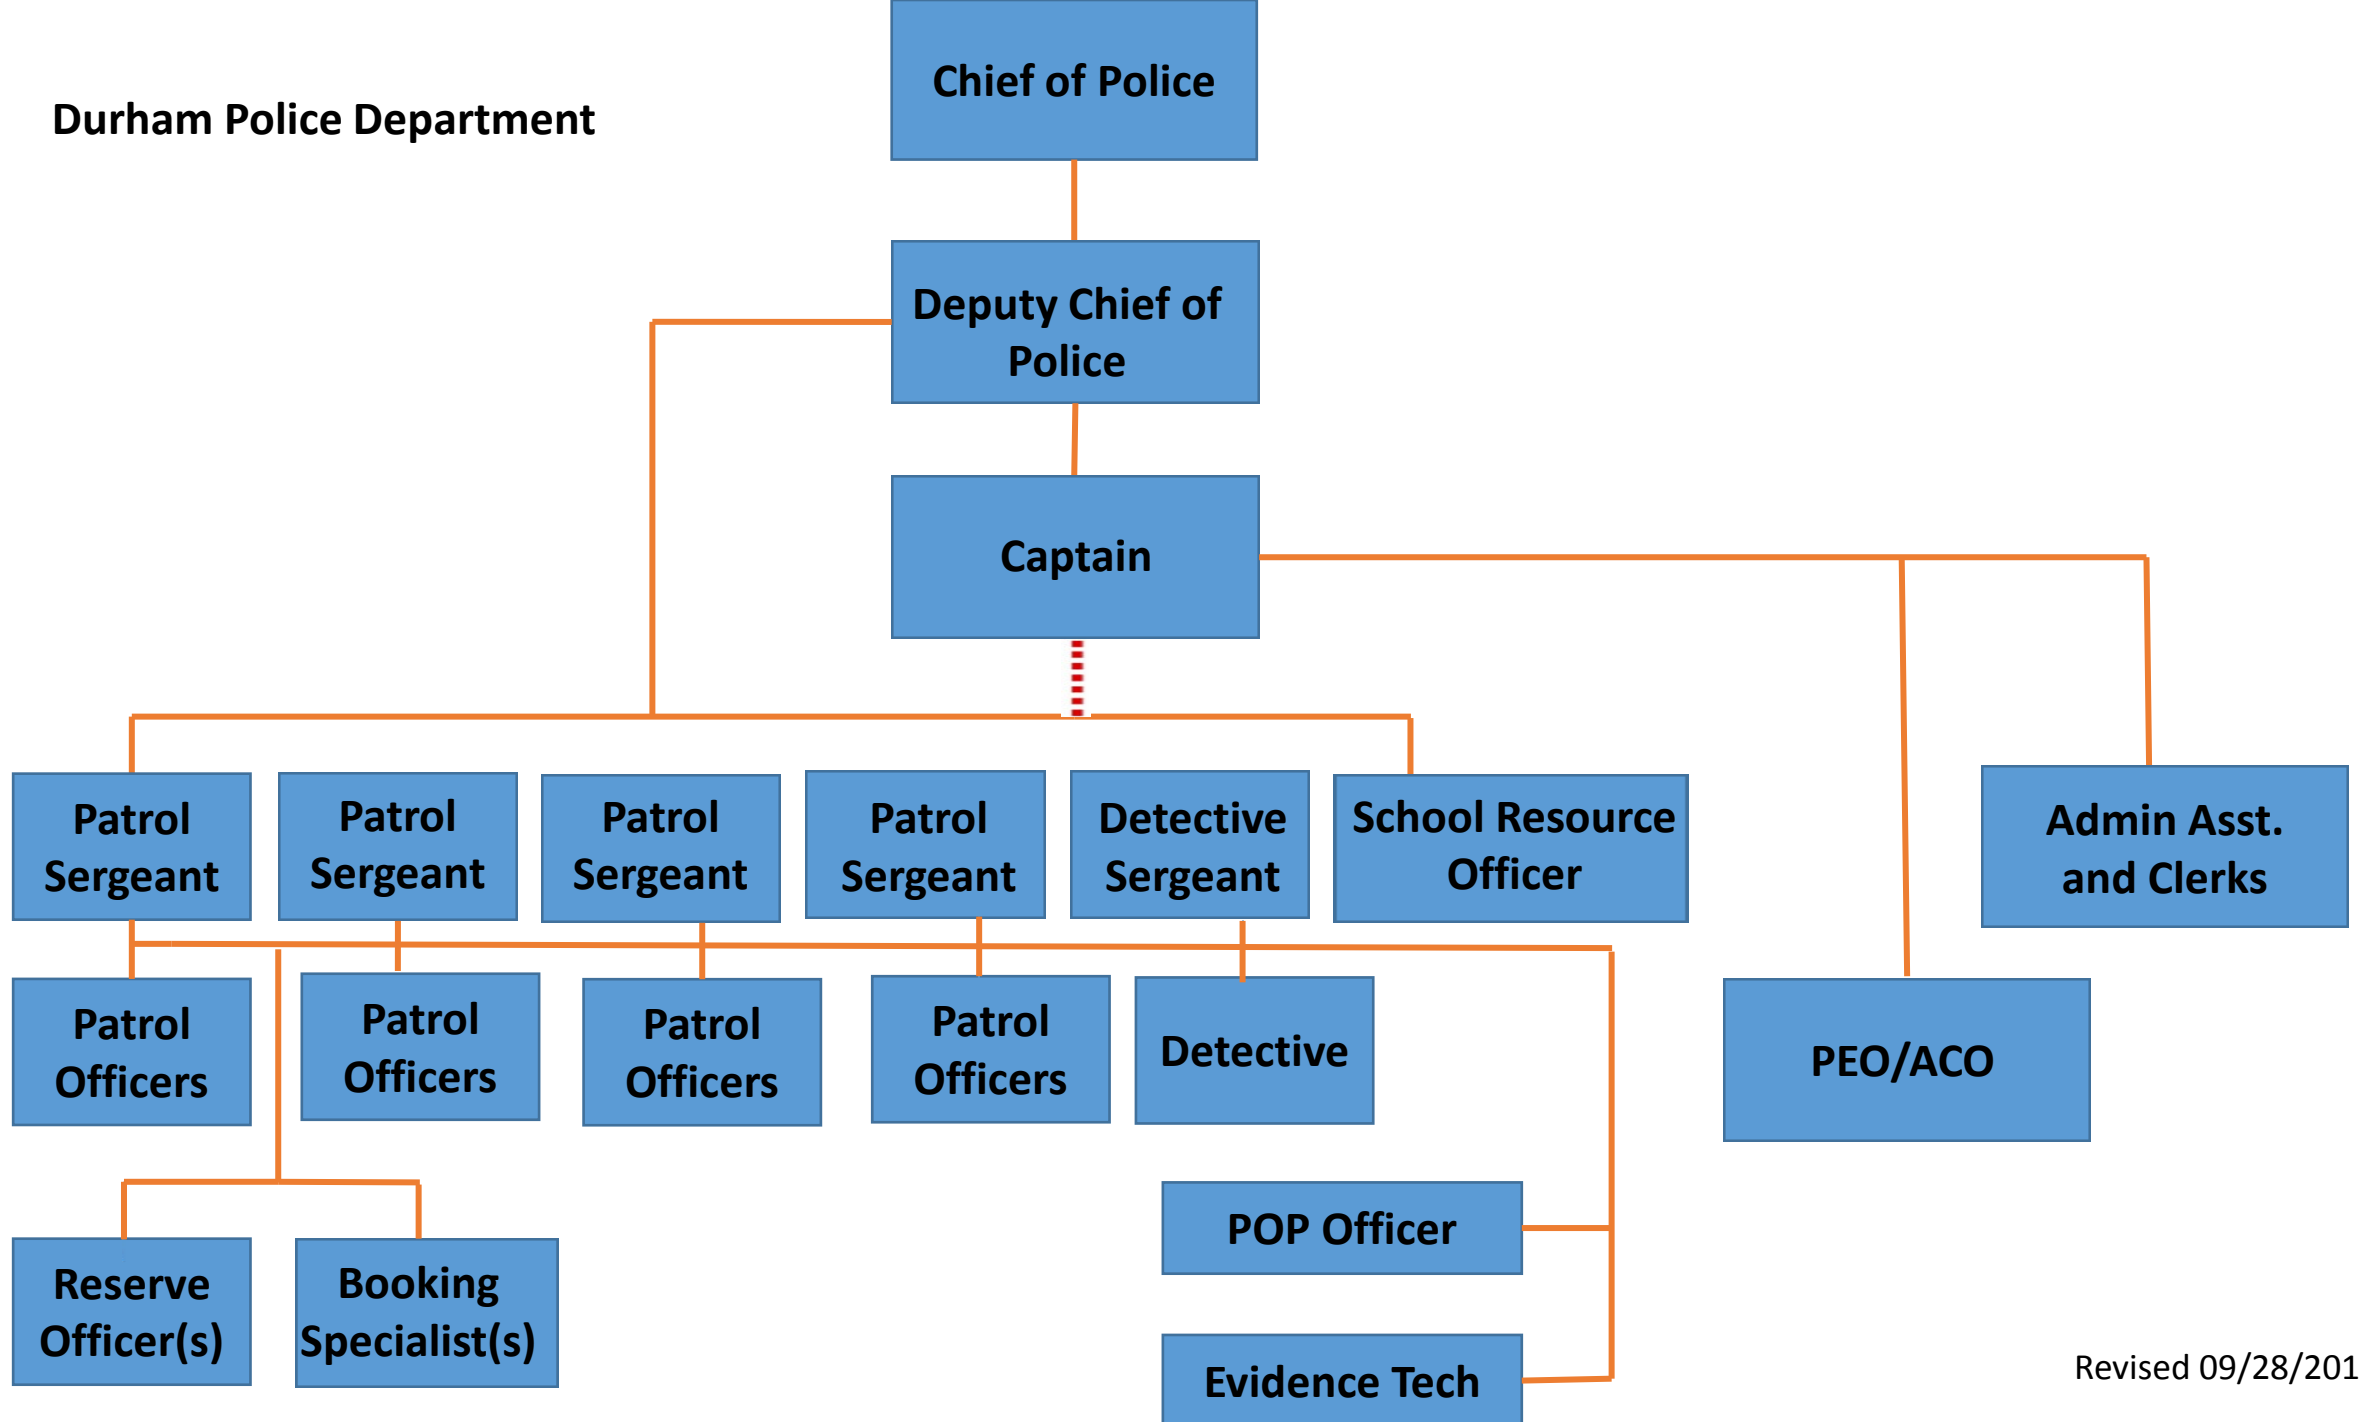 Chief of Police
Durham Police Department
Deputy Chief of
Police
Captain
Patrol
Sergeant
Patrol
Sergeant
Patrol
Sergeant
Patrol
Sergeant
Detective
Sergeant
School Resource
Officer
Admin Asst.
and Clerks
Patrol
Officers
Patrol
Officers
Patrol
Officers
Patrol
Officers
Detective
PEO/ACO
POP Officer
Reserve
Officer(s)
Booking
Specialist(s)
Evidence Tech
Revised 09/28/201